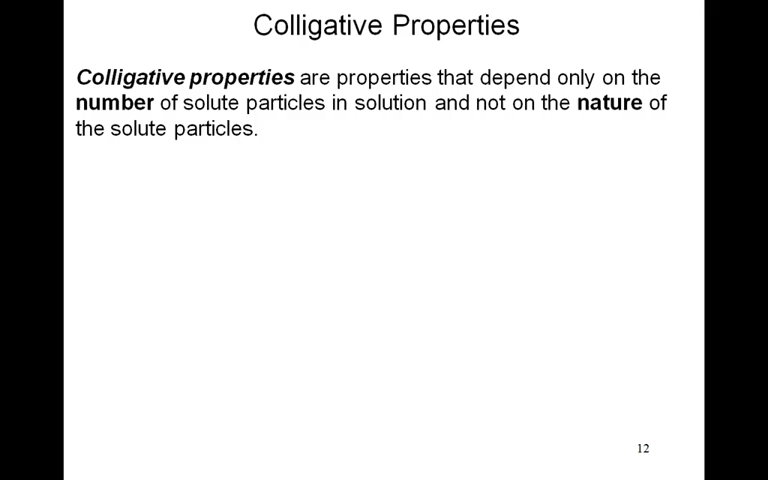 Colligative Properties
Colligative properties are properties that depend only on the
number of solute particles in solution and not on the nature of
the solute particles.
12